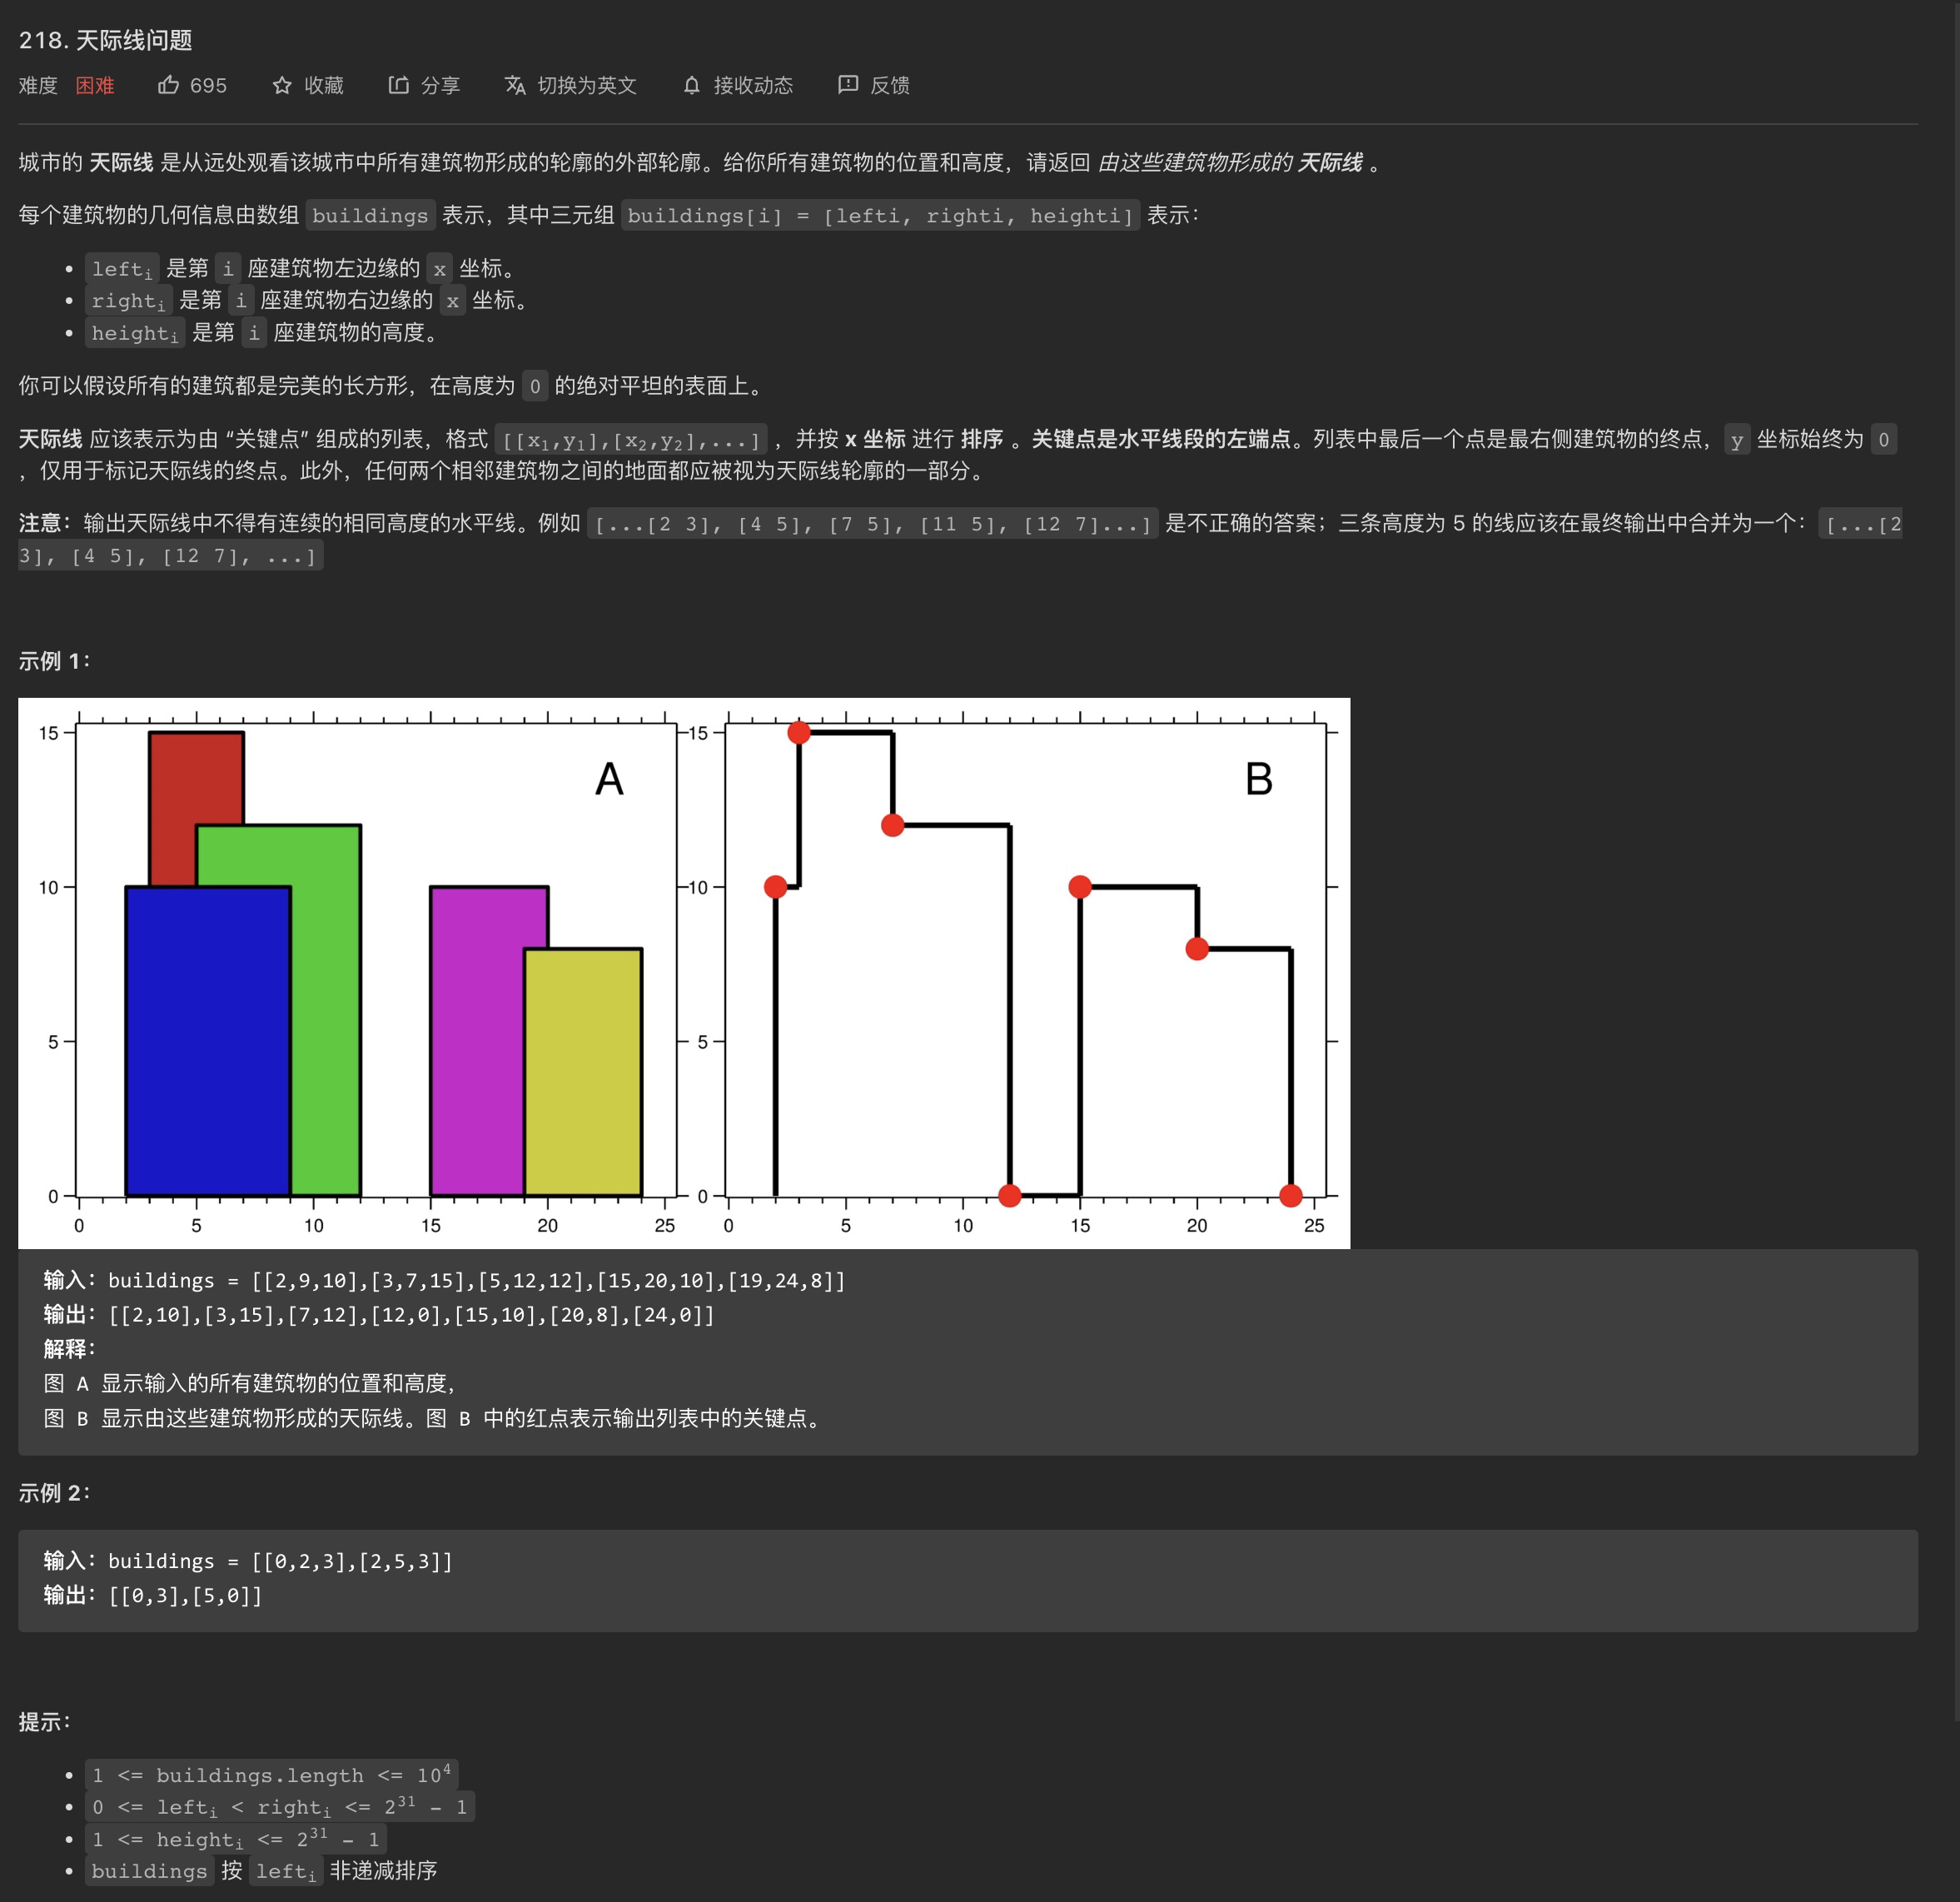 218. 天际线问题
难度 困难 695 收藏 分享 切换为英文 接收动态 反馈
城市的 天际线 是从远处观看该城市中所有建筑物形成的轮廓的外部轮廓。给你所有建筑物的位置和高度，请返回 由这些建筑物形成的 天际线 。
每个建筑物的几何信息由数组 buildings 表示，其中三元组 buildings[i] = [lefti, righti, heighti] 表示：
• lefti 是第 i 座建筑物左边缘的 x 坐标。
• righti 是第 i 座建筑物右边缘的 x 坐标。
• heighti 是第 i 座建筑物的高度。
你可以假设所有的建筑都是完美的长方形，在高度为 0 的绝对平坦的表面上。
天际线 应该表示为由 “关键点” 组成的列表，格式 [[x1,y1],[x2,y2],...] ，并按 x 坐标 进行 排序 。关键点是水平线段的左端点。列表中最后一个点是最右侧建筑物的终点，y 坐标始终为 0
，仅用于标记天际线的终点。此外，任何两个相邻建筑物之间的地面都应被视为天际线轮廓的一部分。
注意：输出天际线中不得有连续的相同高度的水平线。例如 [...[2 3], [4 5], [7 5], [11 5], [12 7]...] 是不正确的答案；三条高度为 5 的线应该在最终输出中合并为一个：[...[2
3], [4 5], [12 7], ...]
示例 1：
15 15
A B
10 10
5 5
0 0
0 5 10 15 20 25 0 5 10 15 20 25
输入：buildings = [[2,9,10],[3,7,15],[5,12,12],[15,20,10],[19,24,8]]
输出：[[2,10],[3,15],[7,12],[12,0],[15,10],[20,8],[24,0]]
解释：
图 A 显示输入的所有建筑物的位置和高度，
图 B 显示由这些建筑物形成的天际线。图 B 中的红点表示输出列表中的关键点。
示例 2：
输入：buildings = [[0,2,3],[2,5,3]]
输出：[[0,3],[5,0]]
提示：
• 1 <= buildings.length <= 10⁴
• 0 <= lefti < righti <= 2³¹ - 1
• 1 <= heighti <= 2³¹ - 1
• buildings 按 lefti 非递减排序